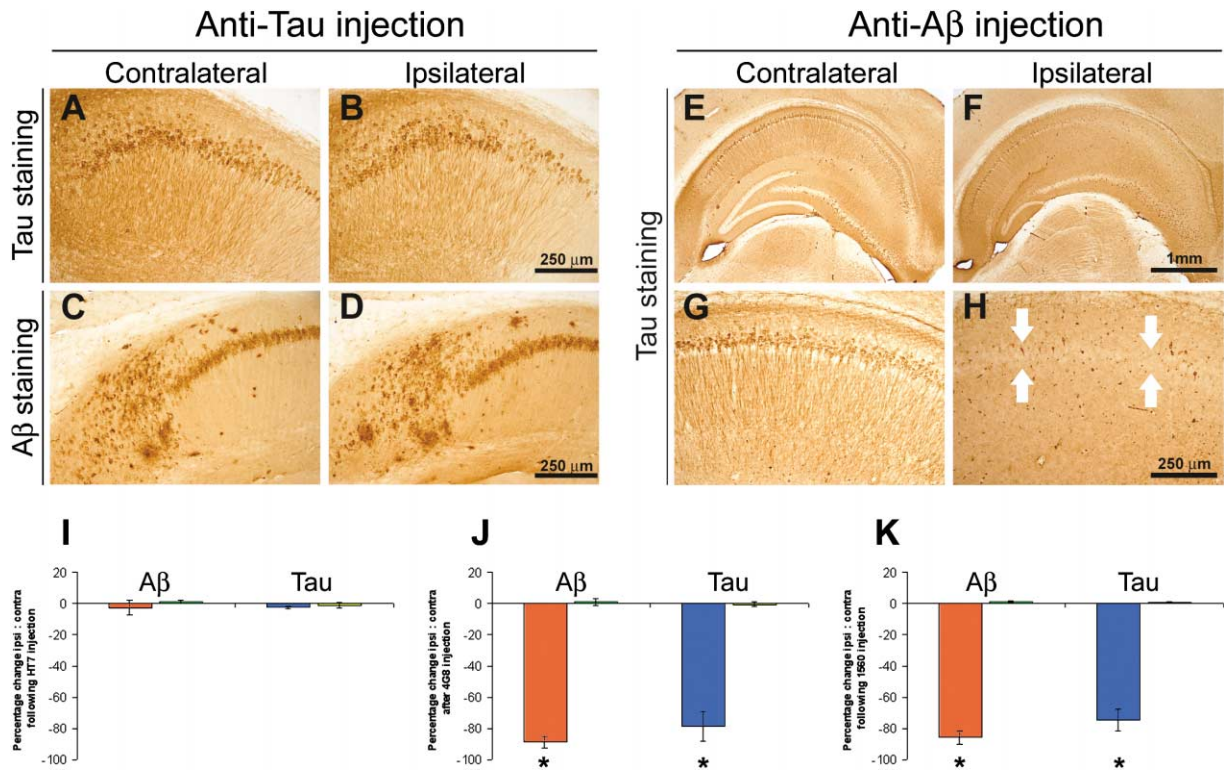 Anti-Tau injection
Anti-Aβ injection
Contralateral
Ipsilateral
Contralateral
Ipsilateral
Tau staining
A
B
250 μm
Aβ staining
C
D
250 μm
Tau staining
E
F
1mm
G
H
250 μm
I
Percentage change ipsi : contra
following HT7 injection
20
0
-20
-40
-60
-80
-100
Aβ
Tau
J
Percentage change ipsi : contra
after 4G8 injection
20
0
-20
-40
-60
-80
-100
Aβ
Tau
*
*
K
Percentage change ipsi : contra
following 1560 injection
20
0
-20
-40
-60
-80
-100
Aβ
Tau
*
*